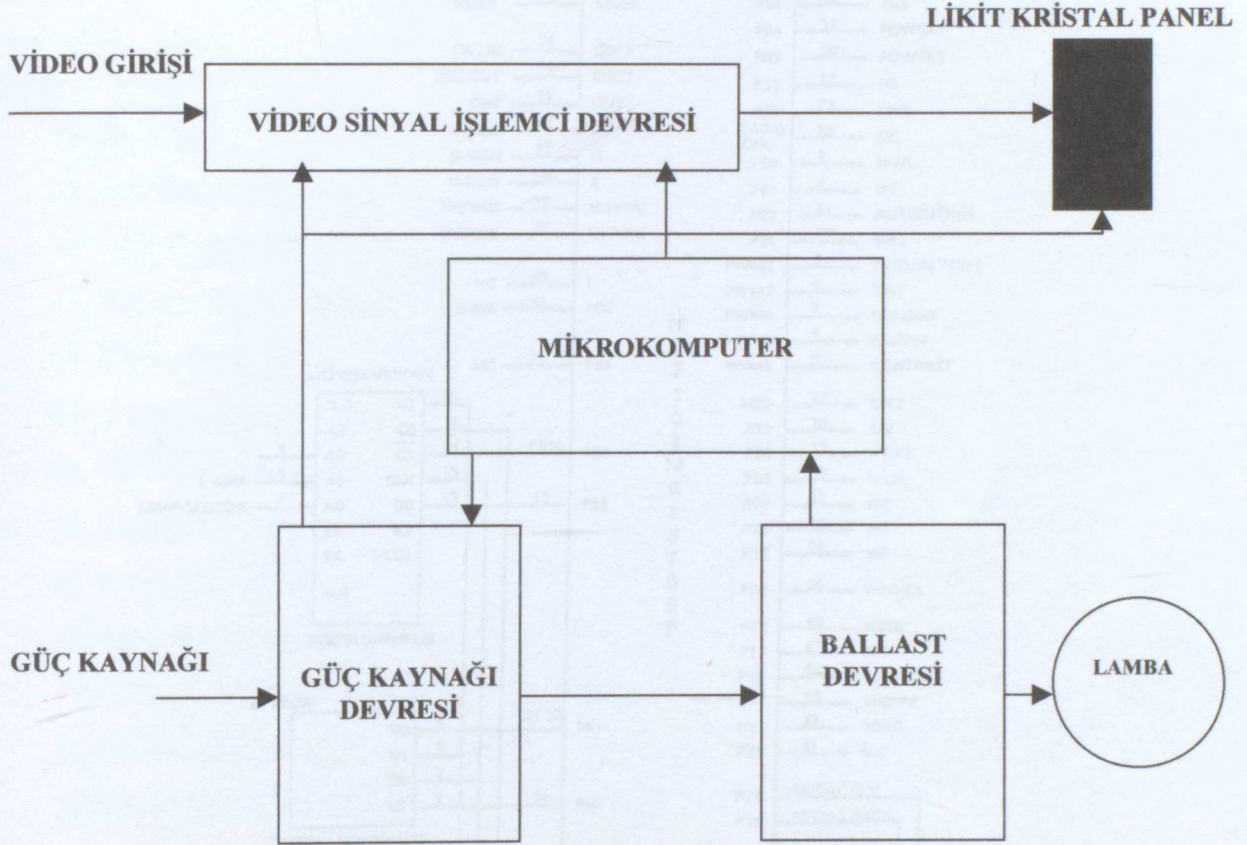 LİKİT KRİSTAL PANEL
VİDEO GİRİŞİ
VİDEO SİNYAL İŞLEMCİ DEVRESİ
MİKROKOMPUTER
GÜÇ KAYNAĞI
GÜÇ KAYNAĞI
DEVRESİ
BALLAST
DEVRESİ
LAMBA